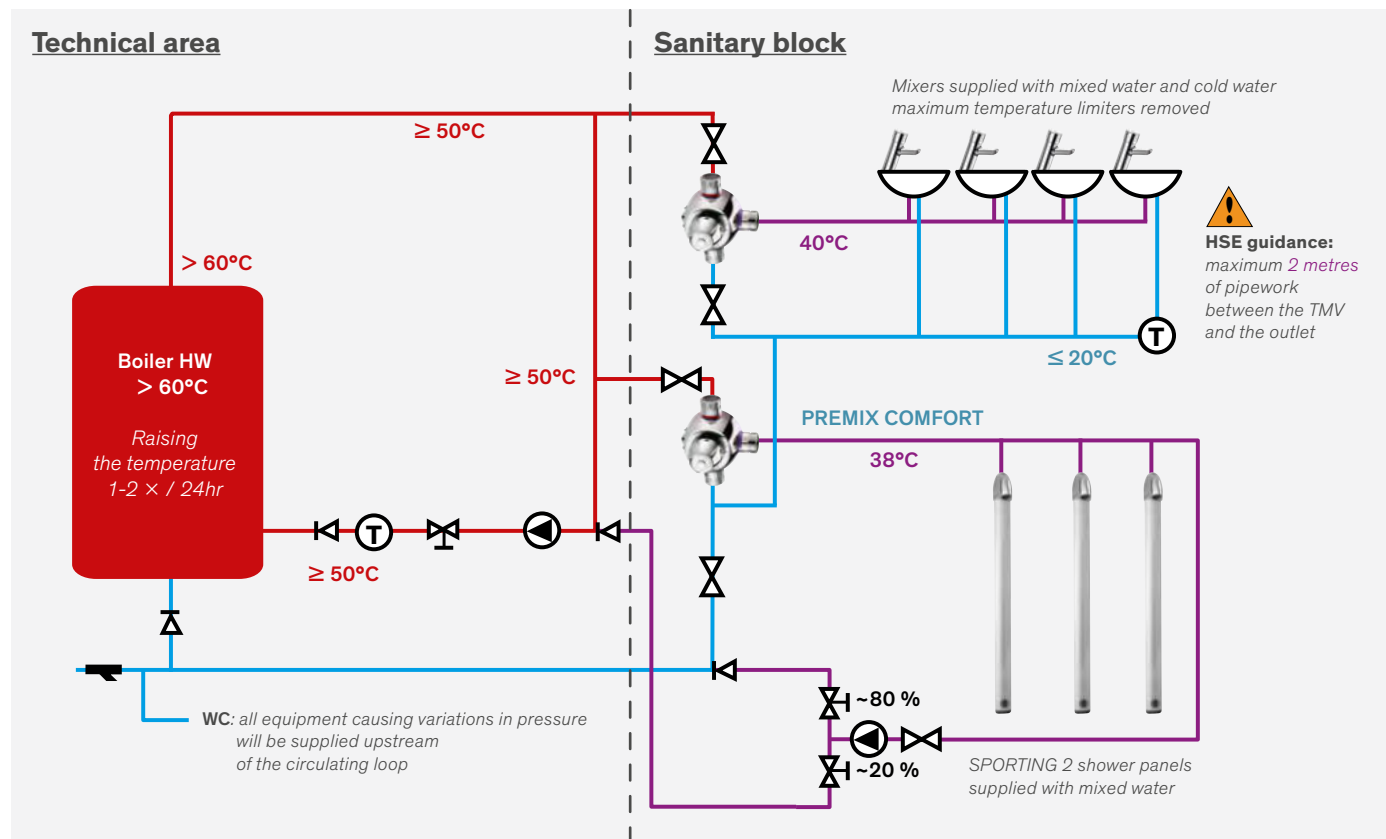 Technical area
Sanitary block
Mixers supplied with mixed water and cold water
maximum temperature limiters removed
≥ 50°C
> 60°C
40°C
HSE guidance:
maximum 2 metres
of pipework
between the TMV
and the outlet
Boiler HW
> 60°C
Raising
the temperature
1-2 × / 24hr
T
≤ 20°C
≥ 50°C
PREMIX COMFORT
38°C
T
≥ 50°C
WC: all equipment causing variations in pressure
will be supplied upstream
of the circulating loop
~80 %
~20 %
SPORTING 2 shower panels
supplied with mixed water